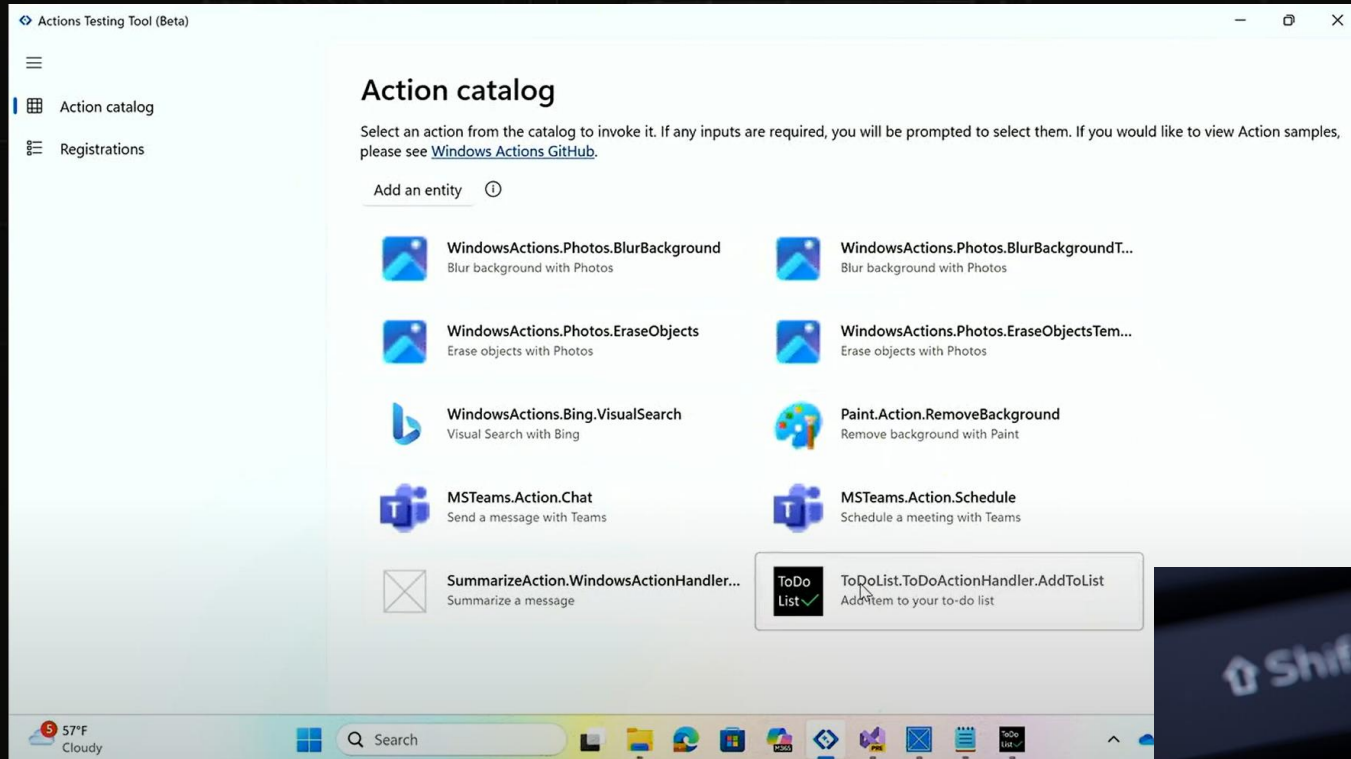 Actions Testing Tool (Beta)
Action catalog
Registrations
Action catalog
Select an action from the catalog to invoke it. If any inputs are required, you will be prompted to select them. If you would like to view Action samples,
please see Windows Actions GitHub.
Add an entity
WindowsActions.Photos.BlurBackground
Blur background with Photos
WindowsActions.Photos.BlurBackgroundT...
Blur background with Photos
WindowsActions.Photos.EraseObjects
Erase objects with Photos
WindowsActions.Photos.EraseObjectsTem...
Erase objects with Photos
WindowsActions.Bing.VisualSearch
Visual Search with Bing
Paint.Action.RemoveBackground
Remove background with Paint
T
MSTeams.Action.Chat
Send a message with Teams
T
MSTeams.Action.Schedule
Schedule a meeting with Teams
SummarizeAction.WindowsActionHandler...
Summarize a message
ToDo
List
ToDoList.ToDoActionHandler.AddToList
Add item to your to-do list
Shif
5
57°F
Cloudy
Search
M365
PRE
ToDo
List